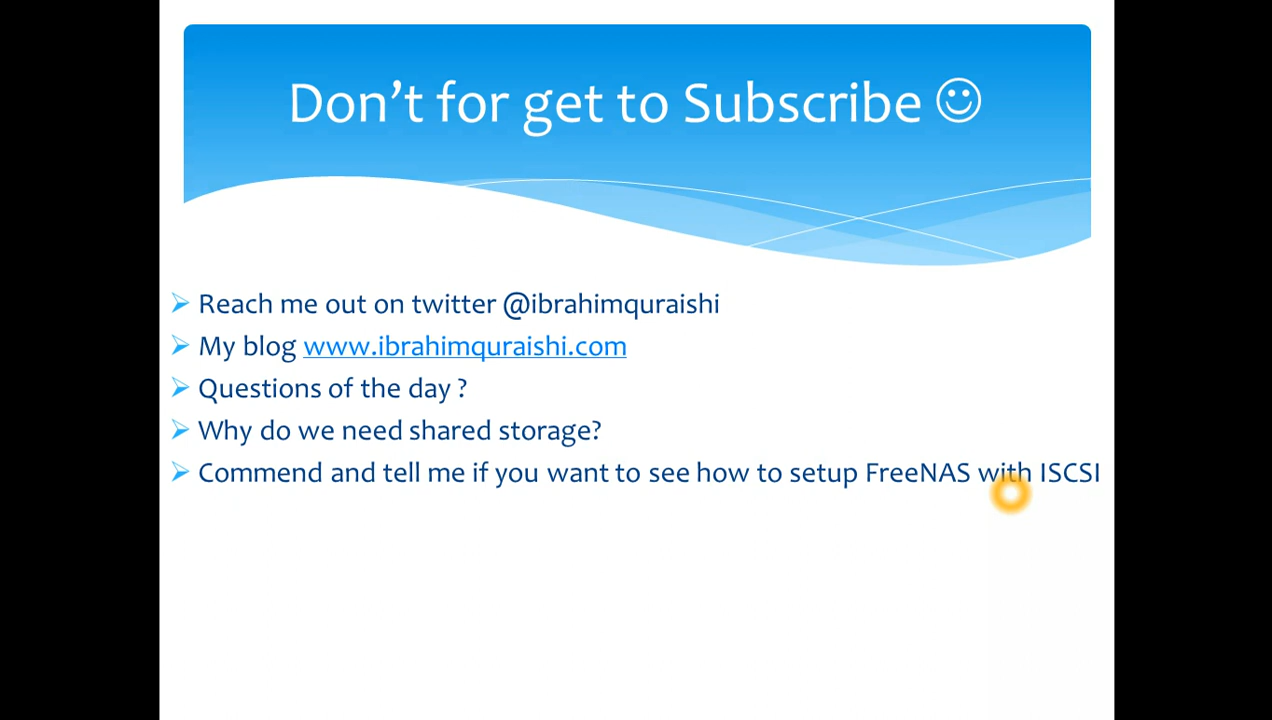 Don’t for get to Subscribe ☺
Reach me out on twitter @ibrahimquraishi
My blog www.ibrahimquraishi.com
Questions of the day ?
Why do we need shared storage?
Commend and tell me if you want to see how to setup FreeNAS with ISCSI